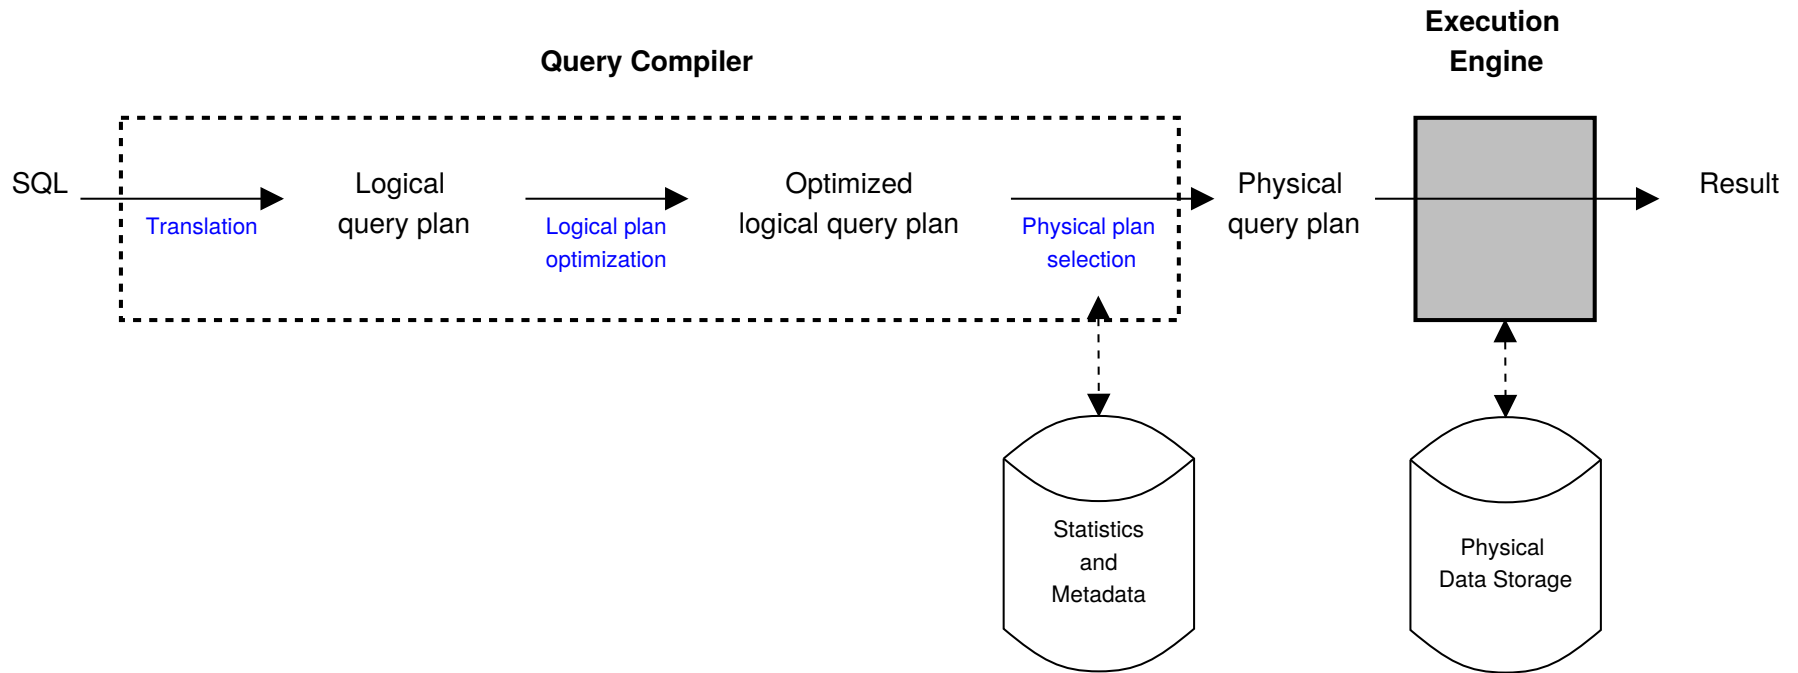 Execution
Engine
Query Compiler
SQL
Translation
Logical
query plan
Logical plan
optimization
Optimized
logical query plan
Physical plan
selection
Physical
query plan
Result
Statistics
and
Metadata
Physical
Data Storage